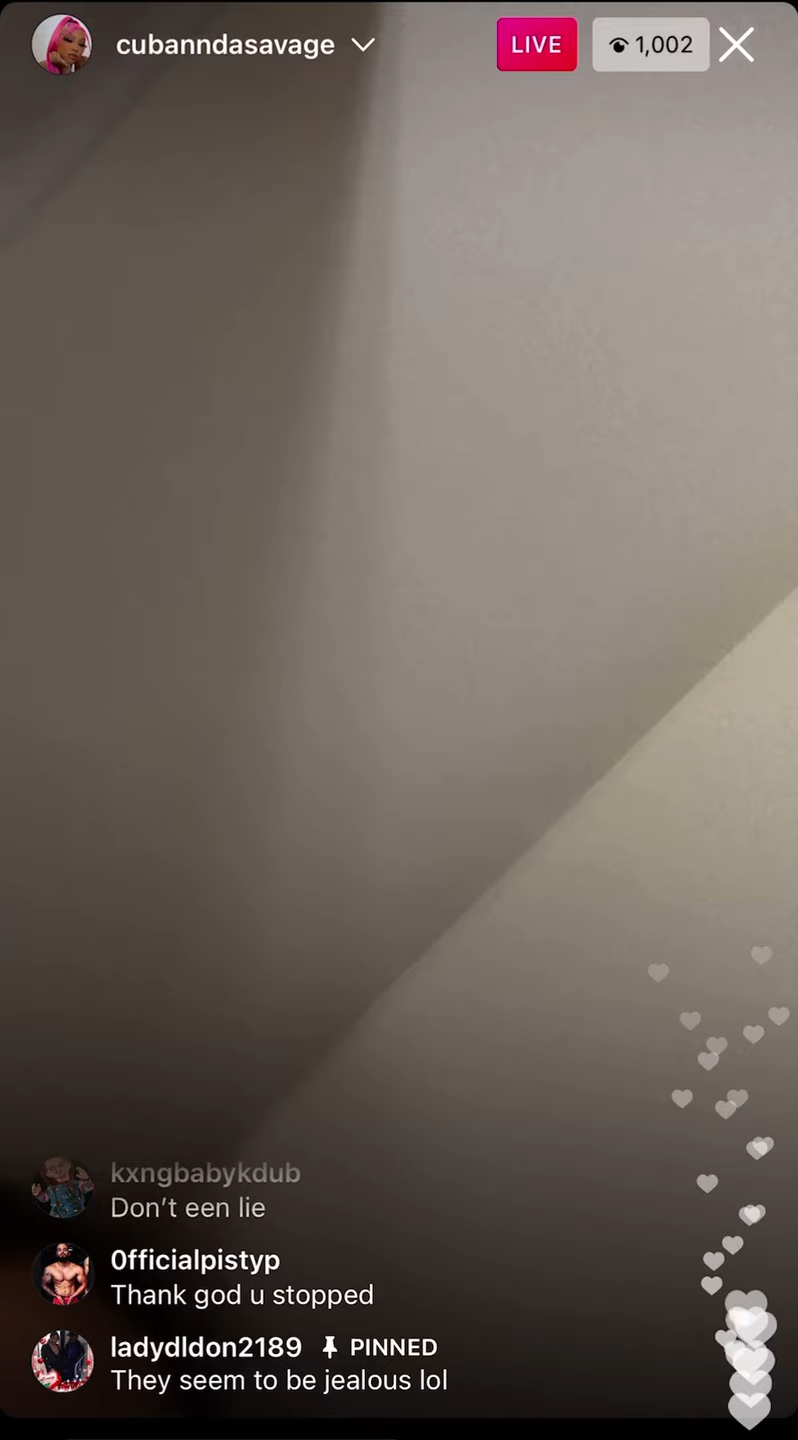 cubanndasavage
LIVE
1,002
kxngbabykdub
Don't een lie
0fficialpistyp
Thank god u stopped
ladydldon2189 PINNED
They seem to be jealous lol